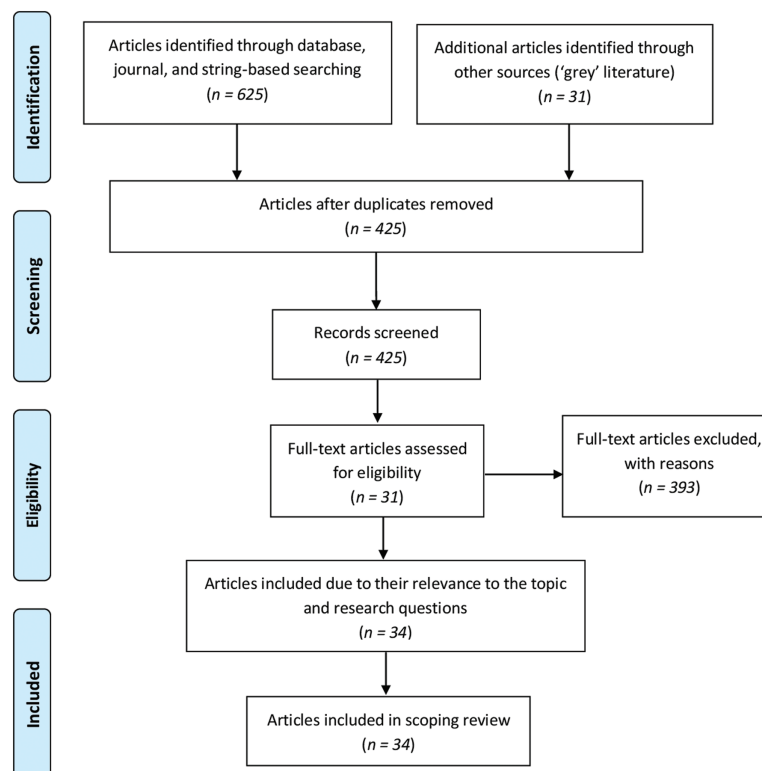 Identification
Articles identified through database,
journal, and string-based searching
(n = 625)
Additional articles identified through
other sources (‘grey’ literature)
(n = 31)
Articles after duplicates removed
(n = 425)
Screening
Records screened
(n = 425)
Eligibility
Full-text articles assessed
for eligibility
(n = 31)
Full-text articles excluded,
with reasons
(n = 393)
Articles included due to their relevance to the topic
and research questions
(n = 34)
Included
Articles included in scoping review
(n = 34)